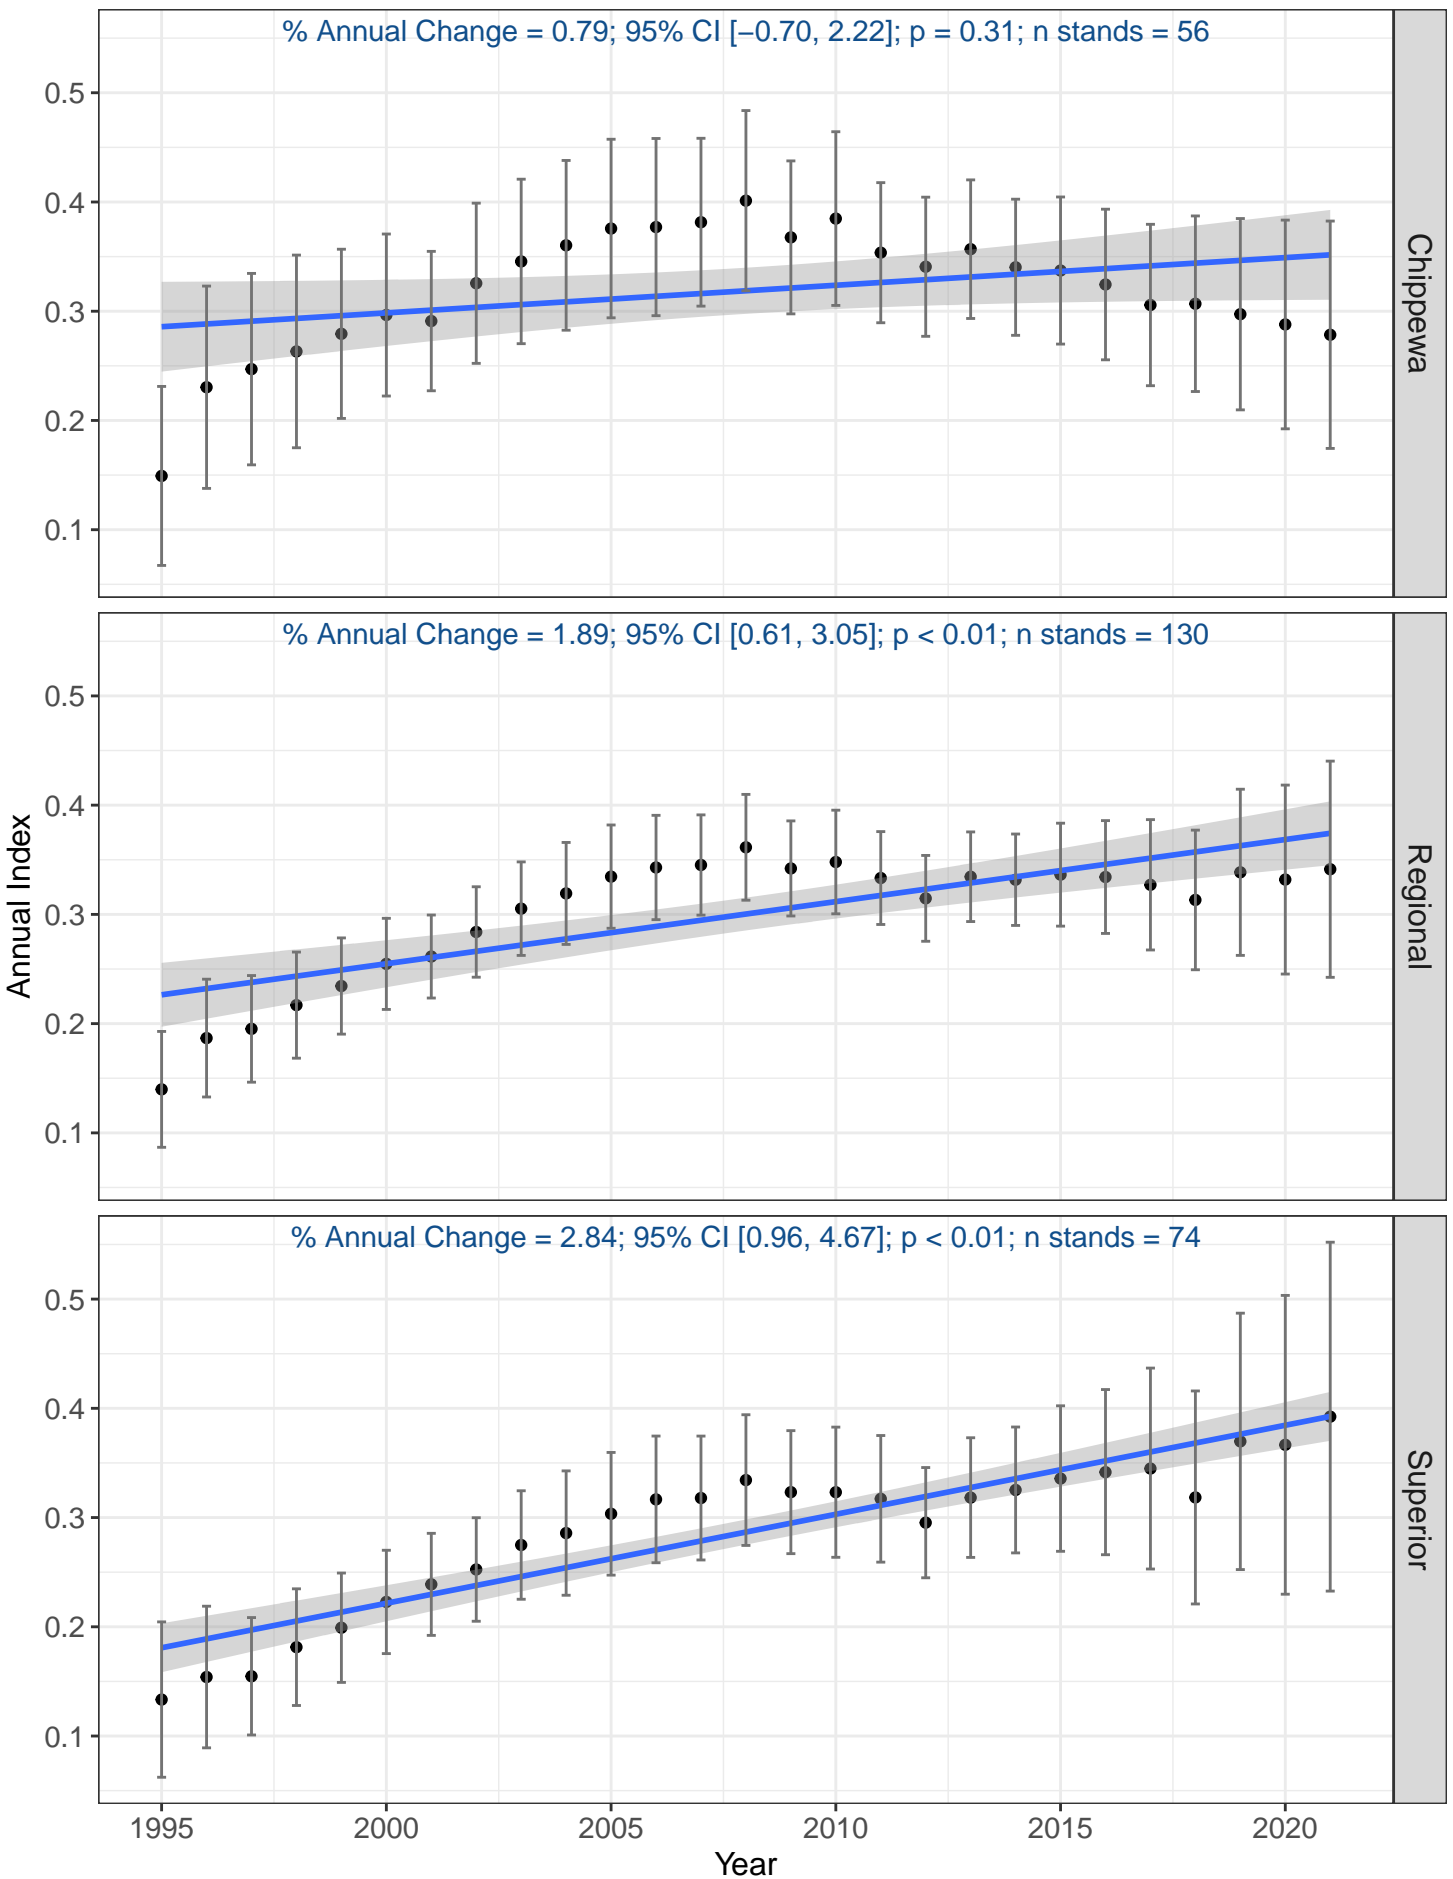 % Annual Change = 0.79; 95% CI [−0.70, 2.22]; p = 0.31; n stands = 56
0.5
0.4
0.3
0.2
0.1
Chippewa
% Annual Change = 1.89; 95% CI [0.61, 3.05]; p < 0.01; n stands = 130
0.5
0.4
0.3
0.2
0.1
Annual Index
Regional
% Annual Change = 2.84; 95% CI [0.96, 4.67]; p < 0.01; n stands = 74
0.5
0.4
0.3
0.2
0.1
Superior
1995 2000 2005 2010 2015 2020
Year